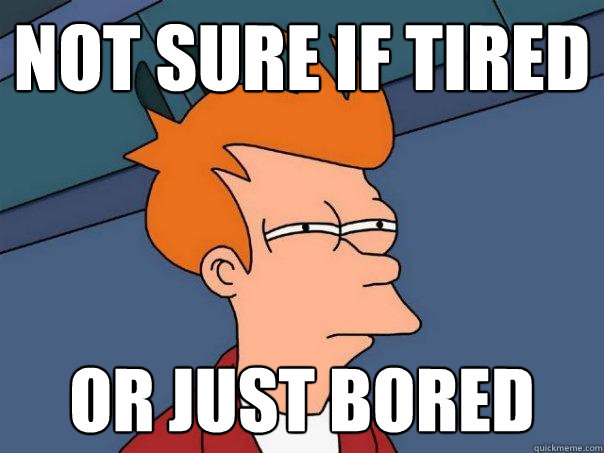 NOT SURE IF TIRED
OR JUST BORED
quickmeme.com